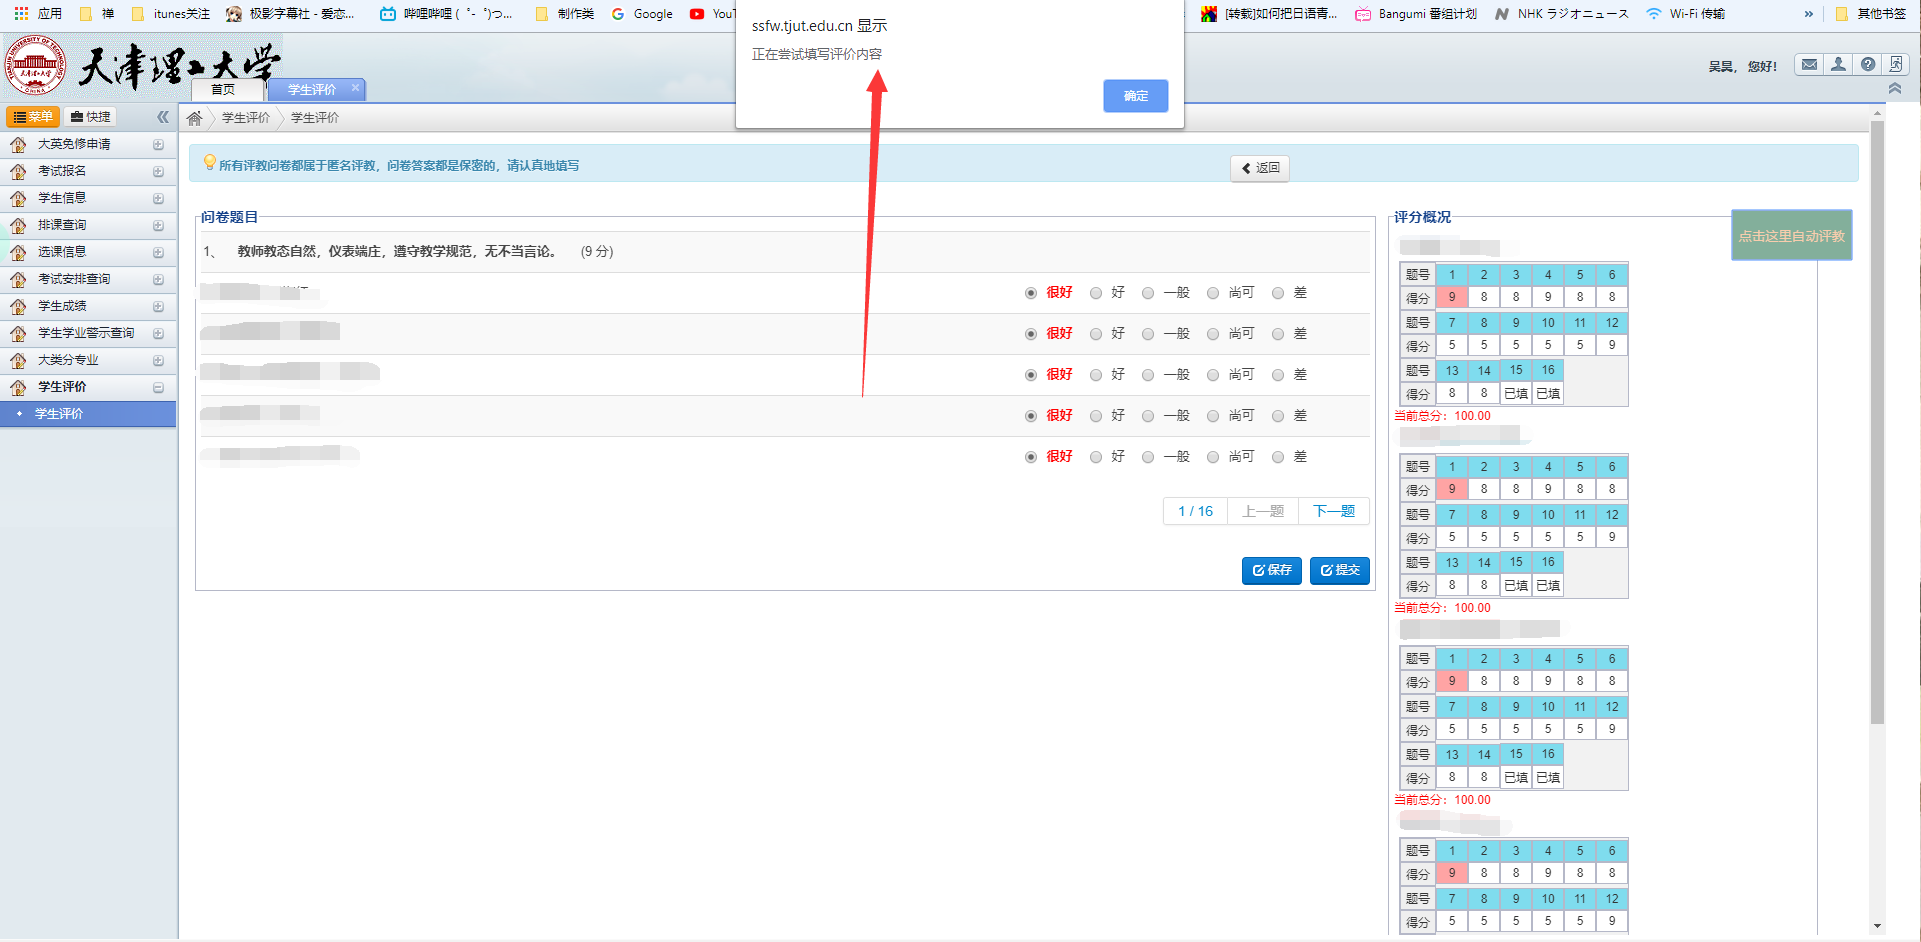 应用 禅 itunes关注 极影字幕社 - 爱恋... 哔哩哔哩 ( ゜- ゜)つ... 制作类 Google YouT [转载]如何把日语青... Bangumi 番组计划 NHK ラジオニュース Wi-Fi 传输 » 其他书签
ssfw.tjut.edu.cn 显示
正在尝试填写评价内容
确定
天津理工大学
吴昊，您好！
首页 学生评价
菜单 快捷
学生评价 学生评价
大英免修申请
考试报名
学生信息
排课查询
选课信息
考试安排查询
学生成绩
学生学业警示查询
大类分专业
学生评价
学生评价
所有评教问卷都属于匿名评教，问卷答案都是保密的，请认真地填写
返回
问卷题目
1、 教师教态自然，仪表端庄，遵守教学规范，无不当言论。 (9 分)
很好 好 一般 尚可 差
很好 好 一般 尚可 差
很好 好 一般 尚可 差
很好 好 一般 尚可 差
很好 好 一般 尚可 差
1 / 16 上一题 下一题
保存 提交
评分概况
点击这里自动评教
题号 1 2 3 4 5 6
得分 9 8 8 9 8 8
题号 7 8 9 10 11 12
得分 5 5 5 5 5 9
题号 13 14 15 16
得分 8 8 已填 已填
当前总分：100.00
题号 1 2 3 4 5 6
得分 9 8 8 9 8 8
题号 7 8 9 10 11 12
得分 5 5 5 5 5 9
题号 13 14 15 16
得分 8 8 已填 已填
当前总分：100.00
题号 1 2 3 4 5 6
得分 9 8 8 9 8 8
题号 7 8 9 10 11 12
得分 5 5 5 5 5 9
题号 13 14 15 16
得分 8 8 已填 已填
当前总分：100.00
题号 1 2 3 4 5 6
得分 9 8 8 9 8 8
题号 7 8 9 10 11 12
得分 5 5 5 5 5 9